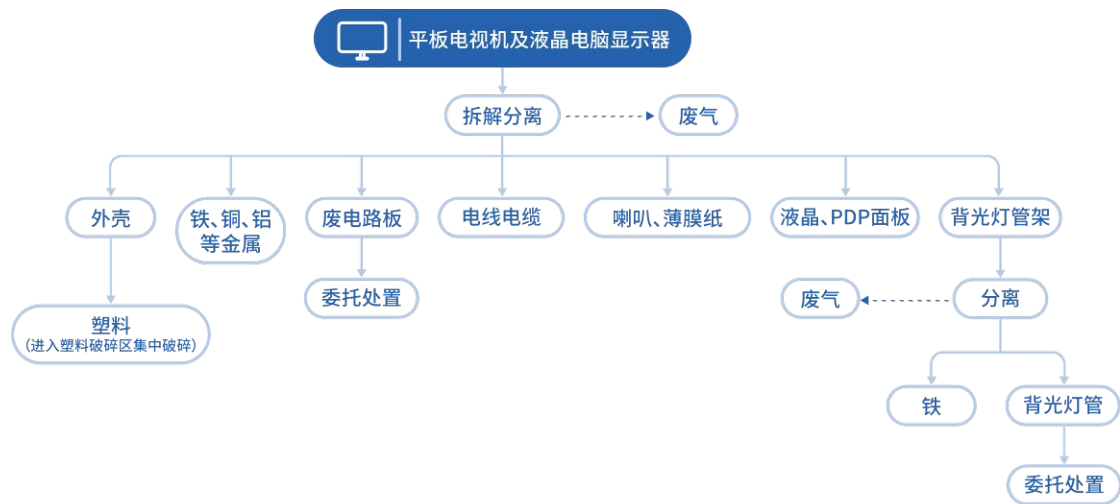 平板电视机及液晶电脑显示器
拆解分离
废气
外壳
铁、铜、铝
等金属
废电路板
电线电缆
喇叭、薄膜纸
液晶、PDP面板
背光灯管架
委托处置
废气
分离
塑料
(进入塑料破碎区集中破碎)
铁
背光灯管
委托处置